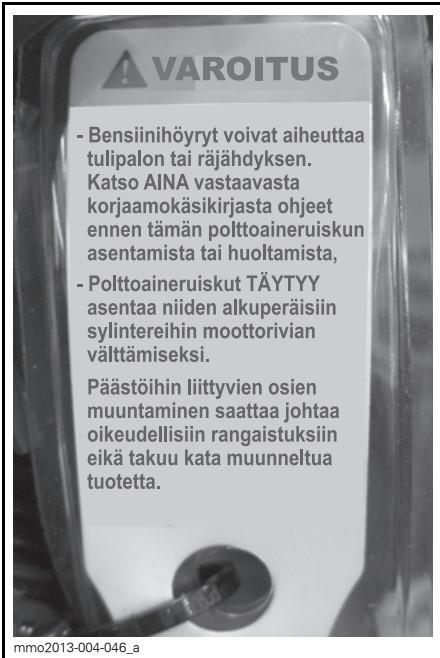 VAROITUS
- Bensiinihöyryt voivat aiheuttaa
tulipalon tai räjähdyksen.
Katso AINA vastaavasta
korjaamokäsikirjasta ohjeet
ennen tämän polttoaineruiskun
asentamista tai huoltamista,
- Polttoaineruiskut TÄYTYY
asentaa niiden alkuperäisiin
sylintereihin moottorivian
välttämiseksi.
Päästöihin liittyvien osien
muuntaminen saattaa johtaa
oikeudellisiin rangaistuksiin
eikä takuu kata muunneltua
tuotetta.
mmo2013-004-046_a